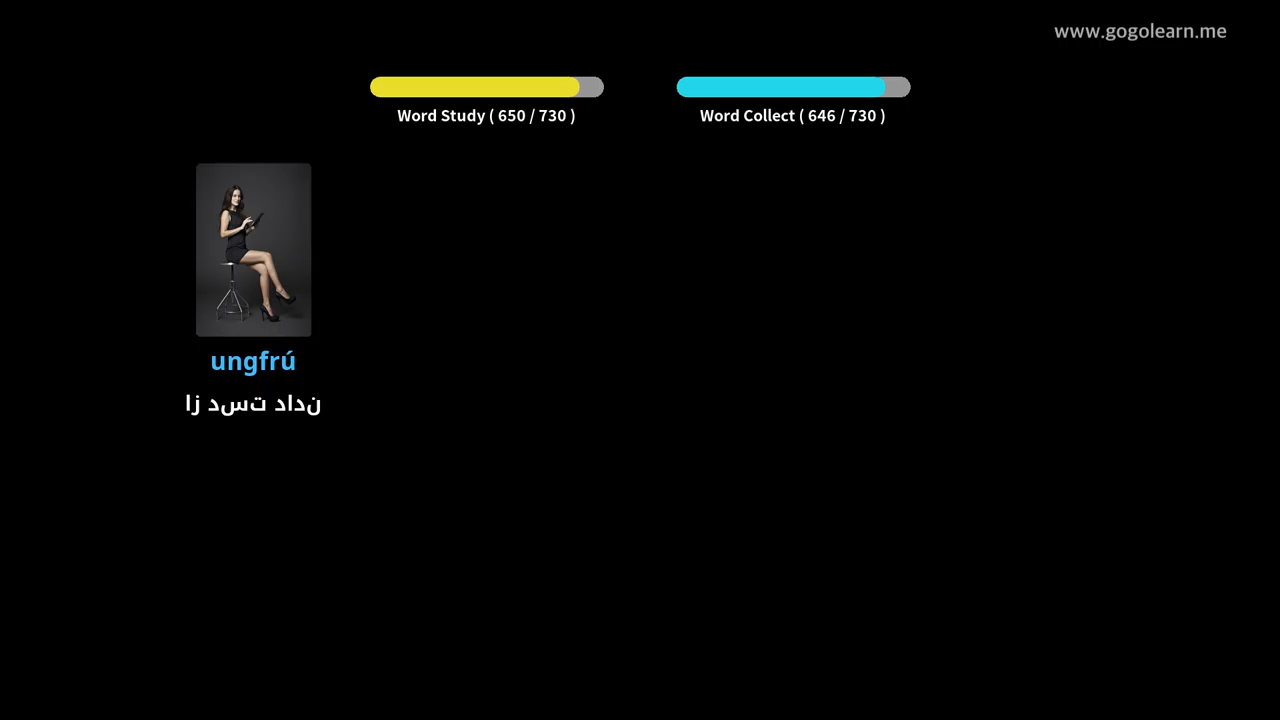 www.gogolearn.me
Word Study ( 650 / 730 )
Word Collect ( 646 / 730 )
ungfrú
از دست دادن